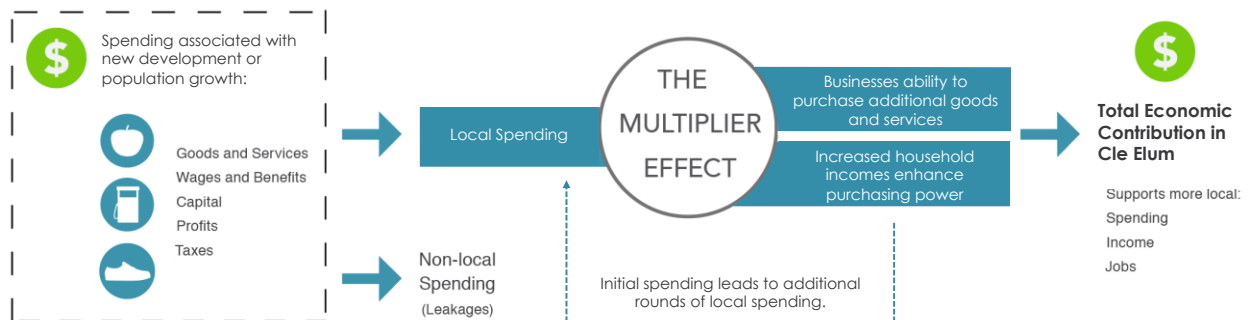 $
Spending associated with
new development or
population growth:
Goods and Services
Wages and Benefits
Capital
Profits
Taxes
Local Spending
Non-local
Spending
(Leakages)
THE
MULTIPLIER
EFFECT
Businesses ability to
purchase additional goods
and services
Increased household
incomes enhance
purchasing power
Initial spending leads to additional
rounds of local spending.
$
Total Economic
Contribution in
Cle Elum
Supports more local:
Spending
Income
Jobs